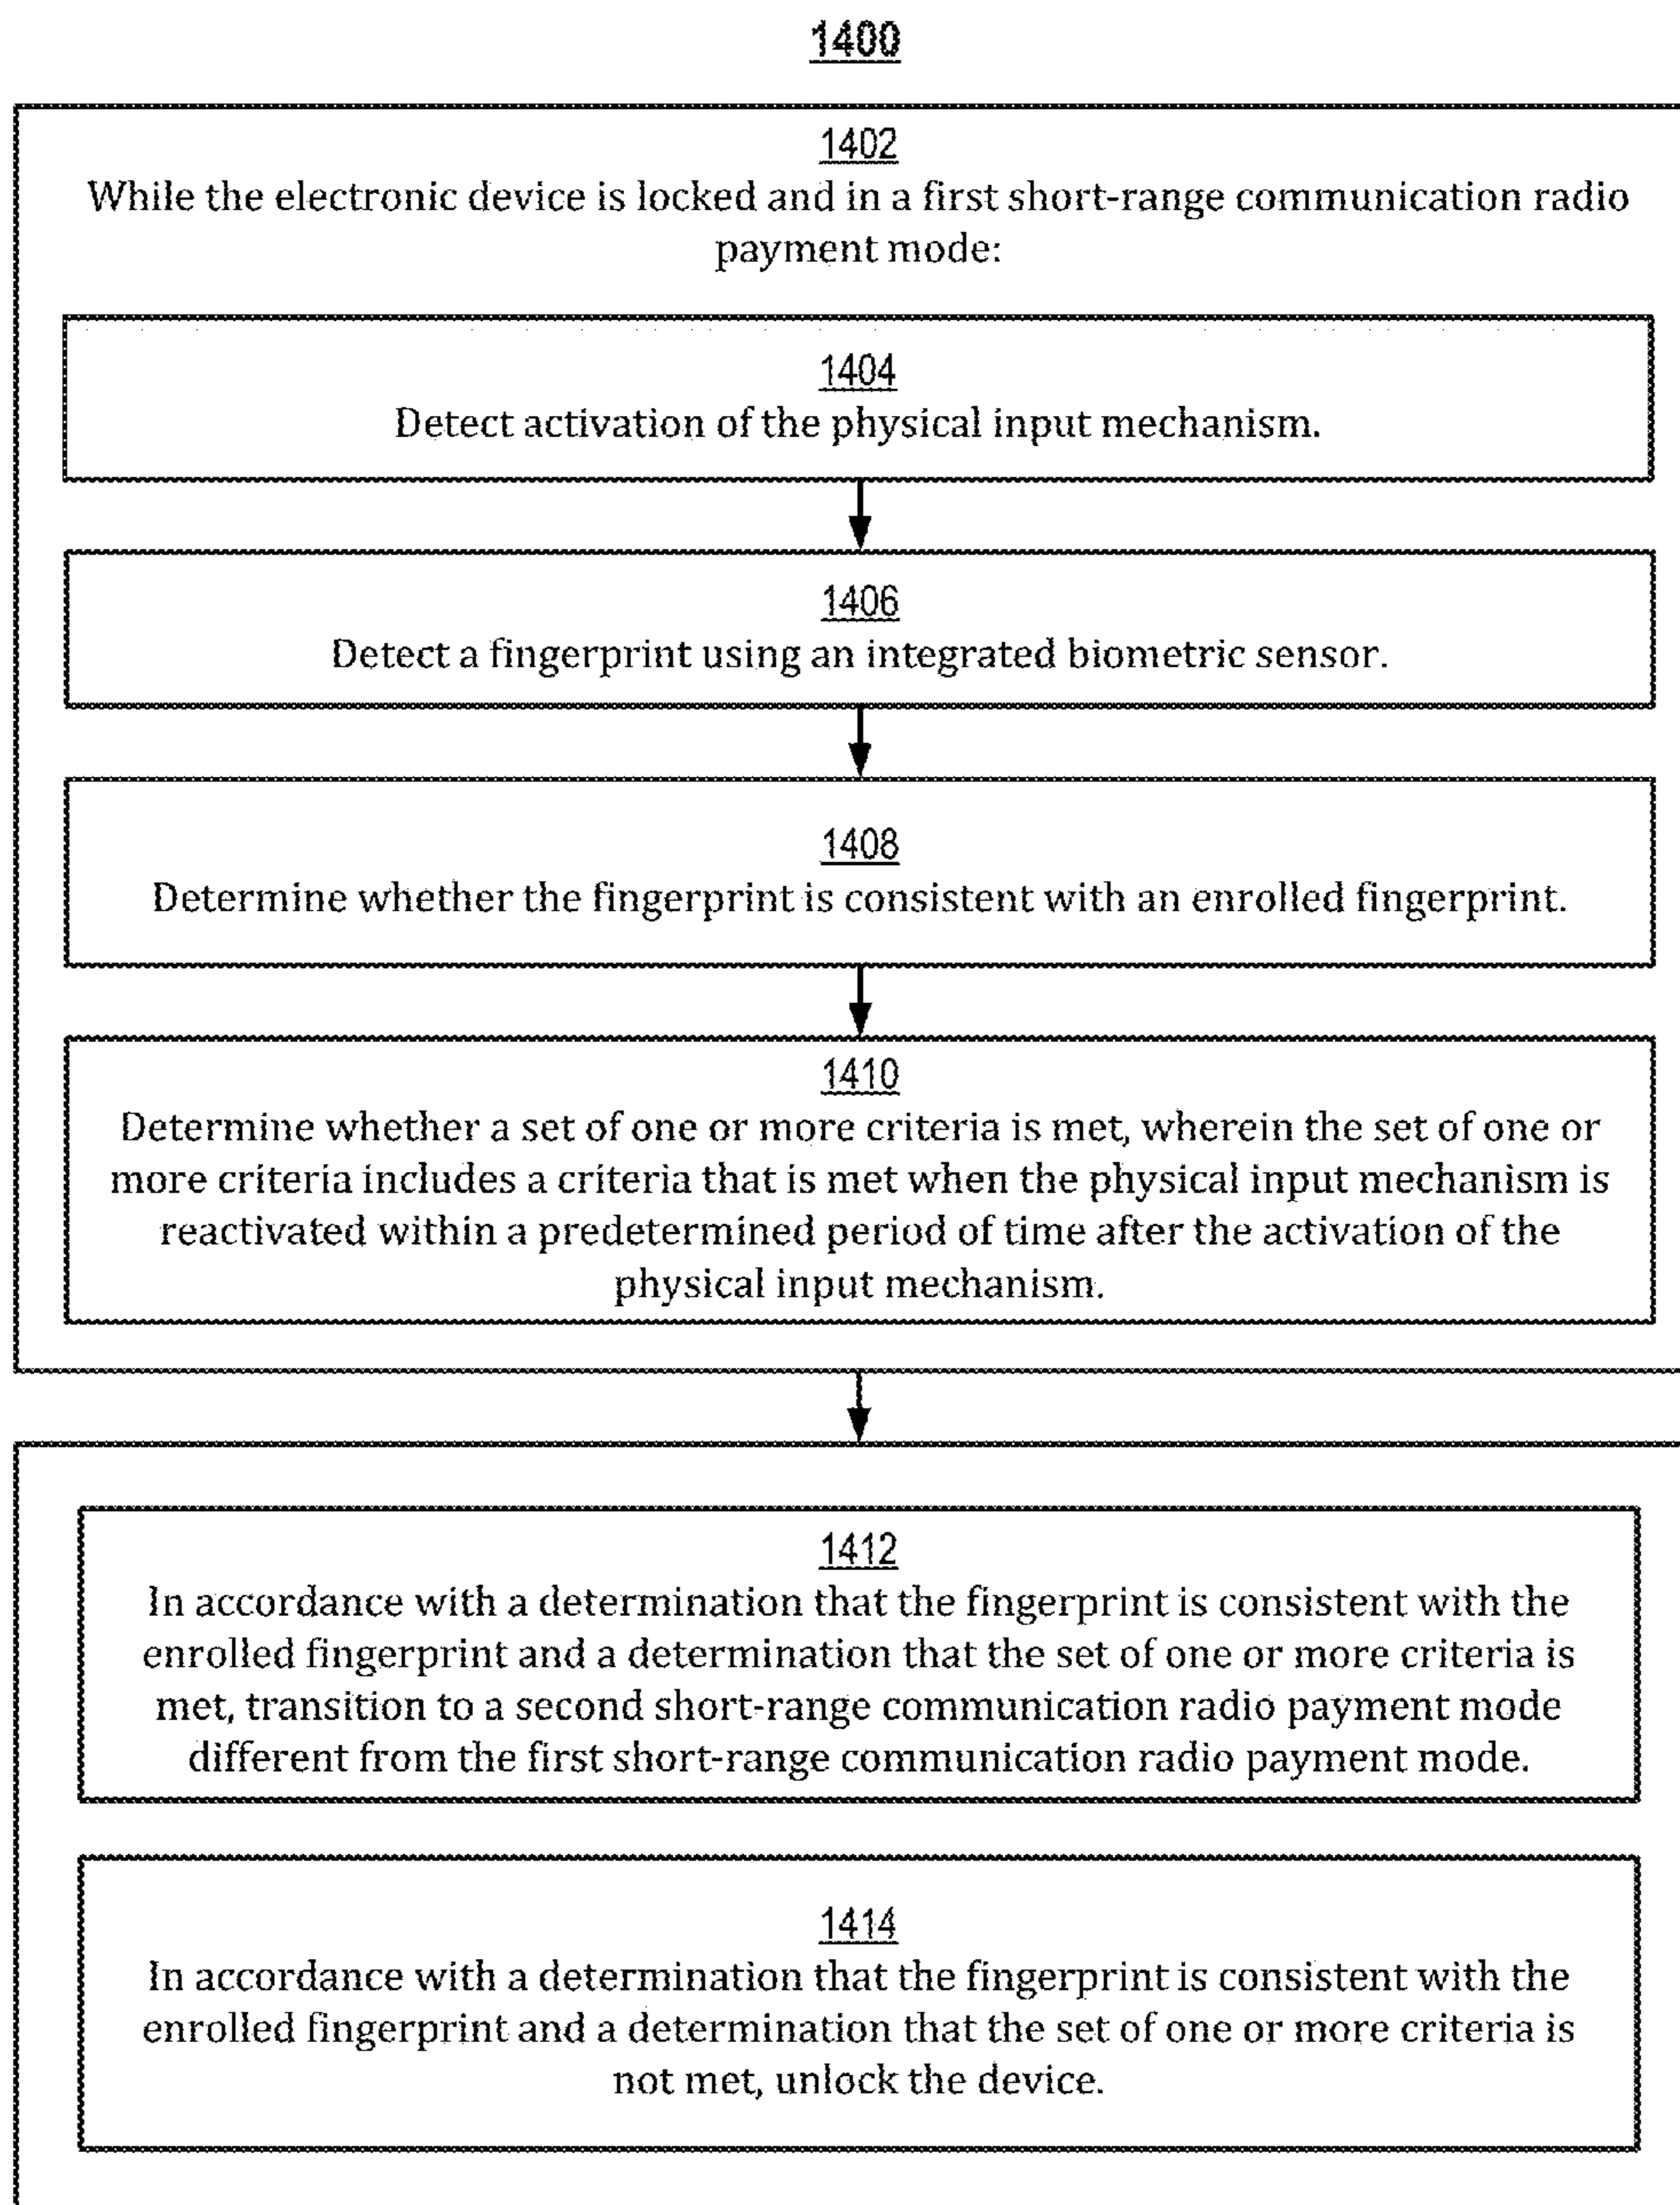 1400
1402
While the electronic device is locked and in a first short-range communication radio
payment mode:
1404
Detect activation of the physical input mechanism.
1406
Detect a fingerprint using an integrated biometric sensor.
1408
Determine whether the fingerprint is consistent with an enrolled fingerprint.
1410
Determine whether a set of one or more criteria is met, wherein the set of one or
more criteria includes a criteria that is met when the physical input mechanism is
reactivated within a predetermined period of time after the activation of the
physical input mechanism.
1412
In accordance with a determination that the fingerprint is consistent with the
enrolled fingerprint and a determination that the set of one or more criteria is
met, transition to a second short-range communication radio payment mode
different from the first short-range communication radio payment mode.
1414
In accordance with a determination that the fingerprint is consistent with the
enrolled fingerprint and a determination that the set of one or more criteria is
not met, unlock the device.